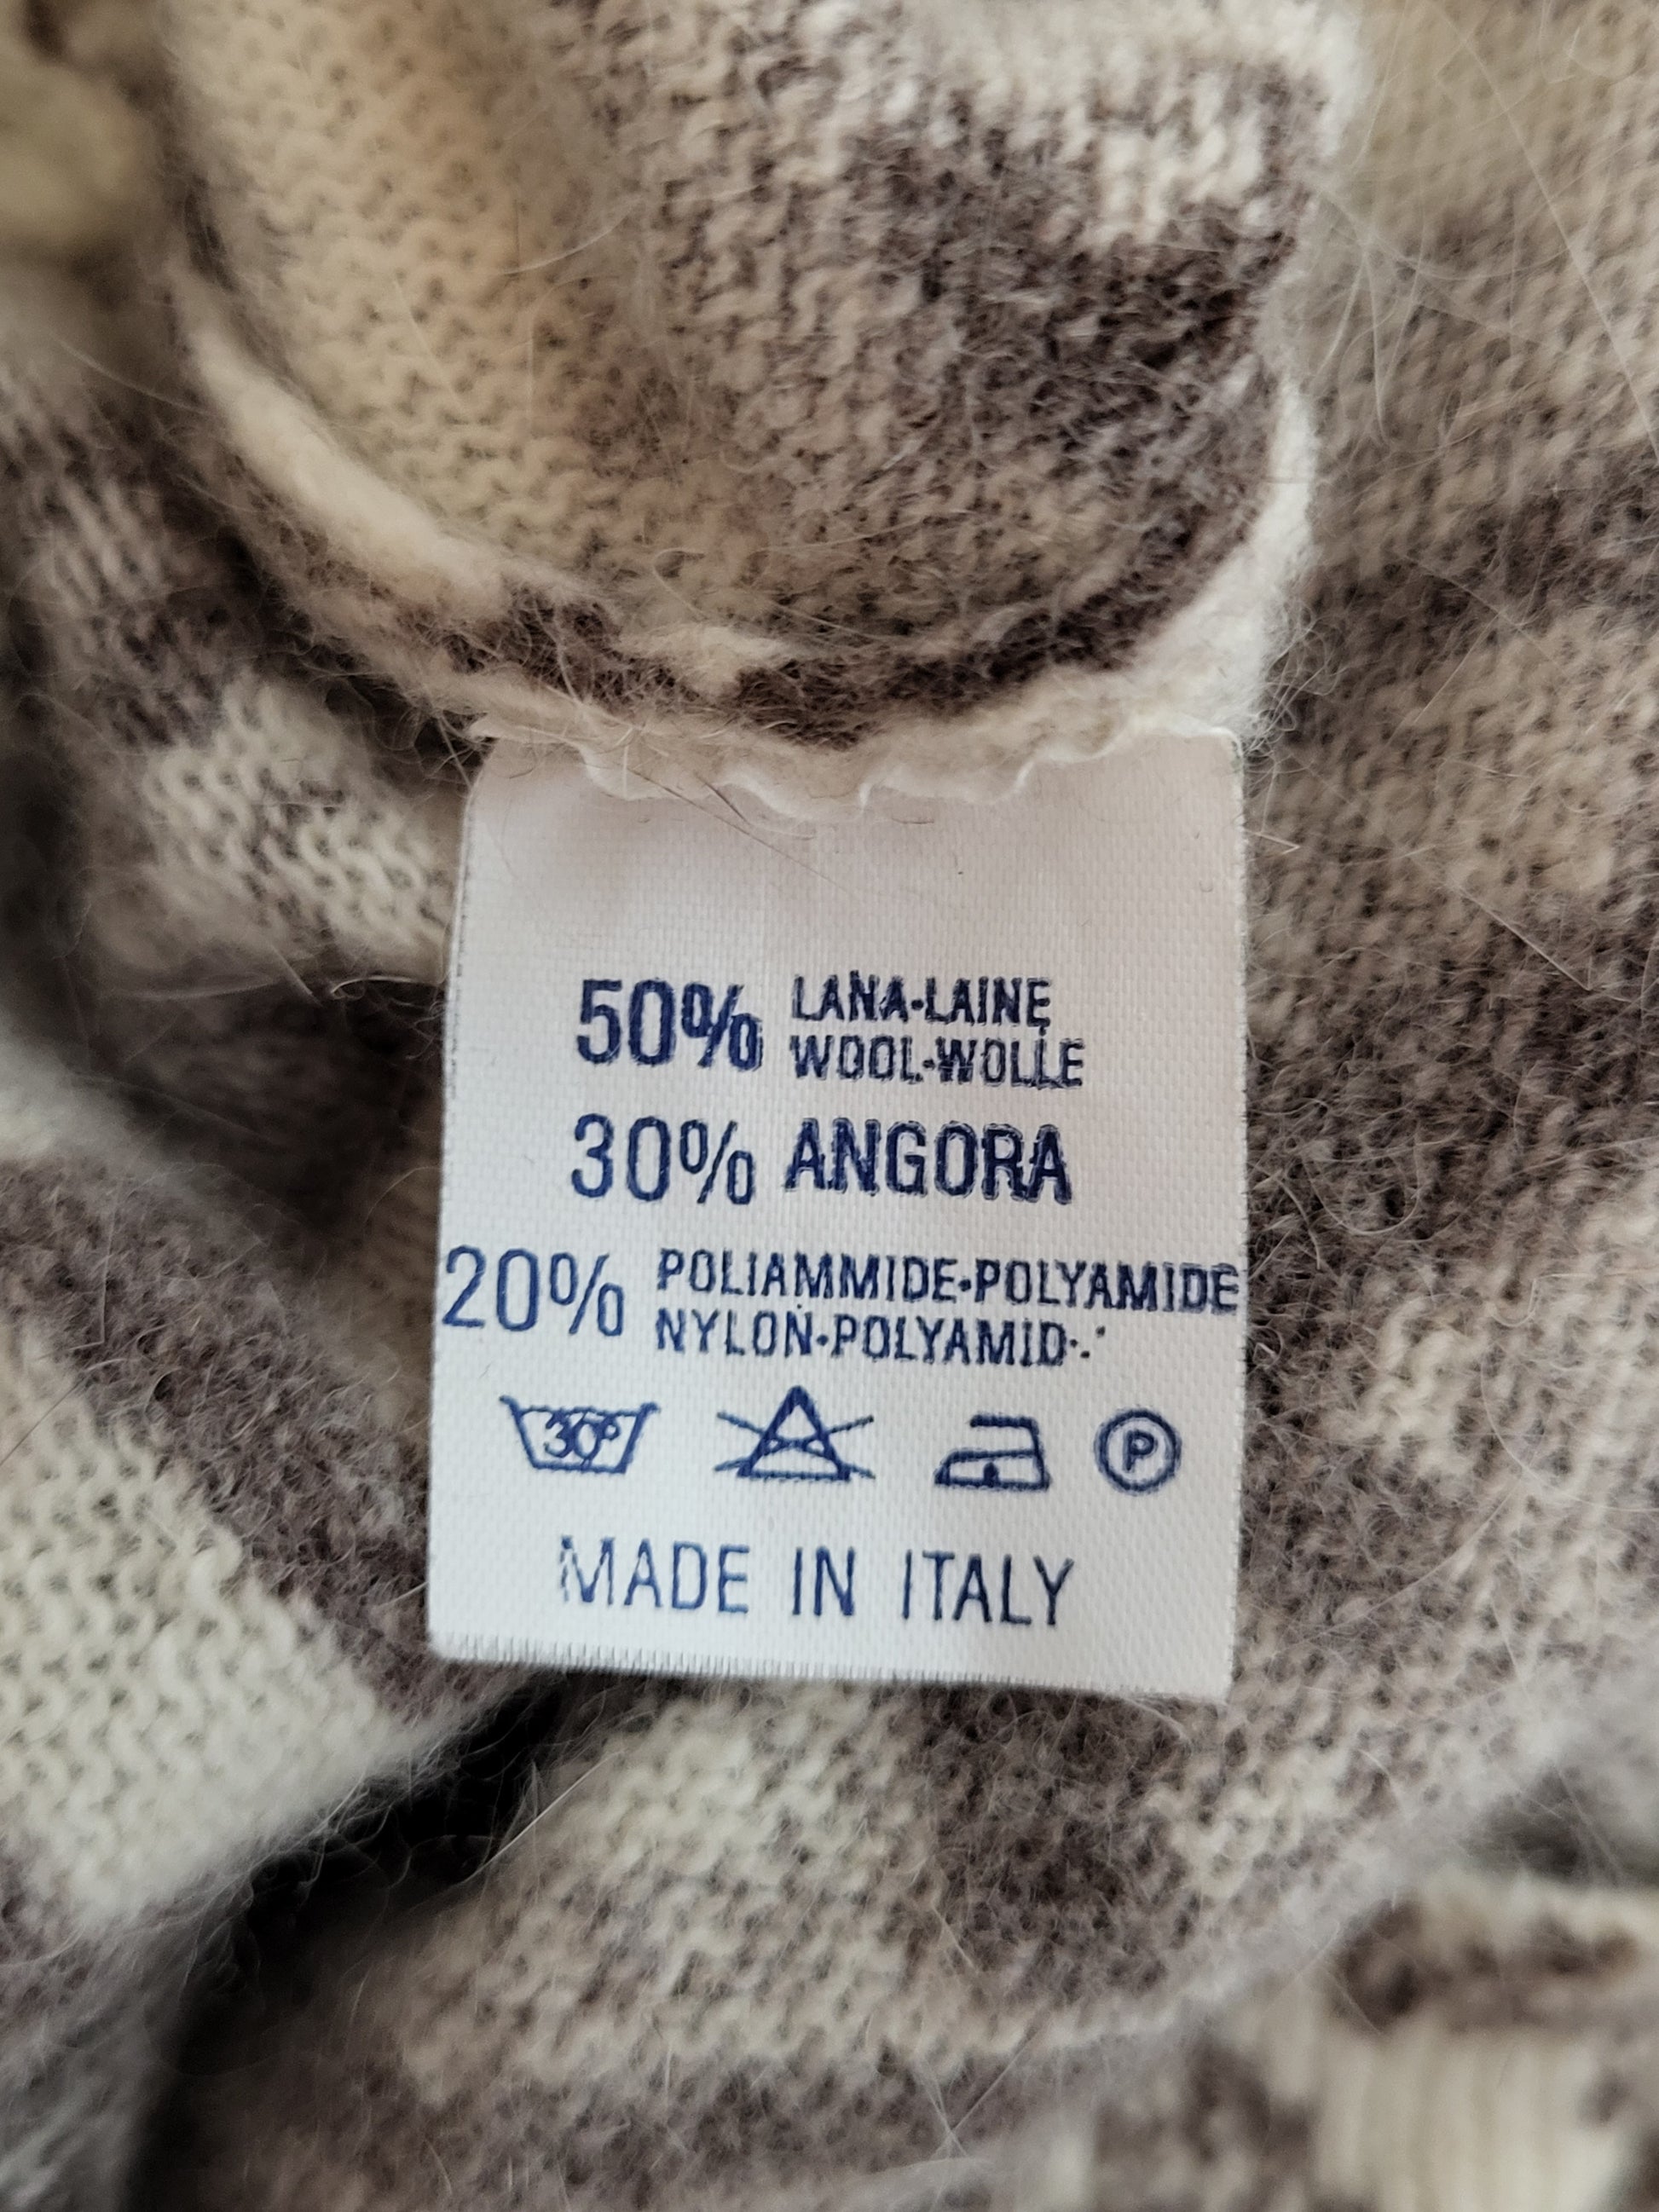 50% LANA-LAINE
WOOL-WOLLE
30% ANGORA
20% POLIAMMIDE-POLYAMIDE
NYLON-POLYAMID
30°
P
MADE IN ITALY